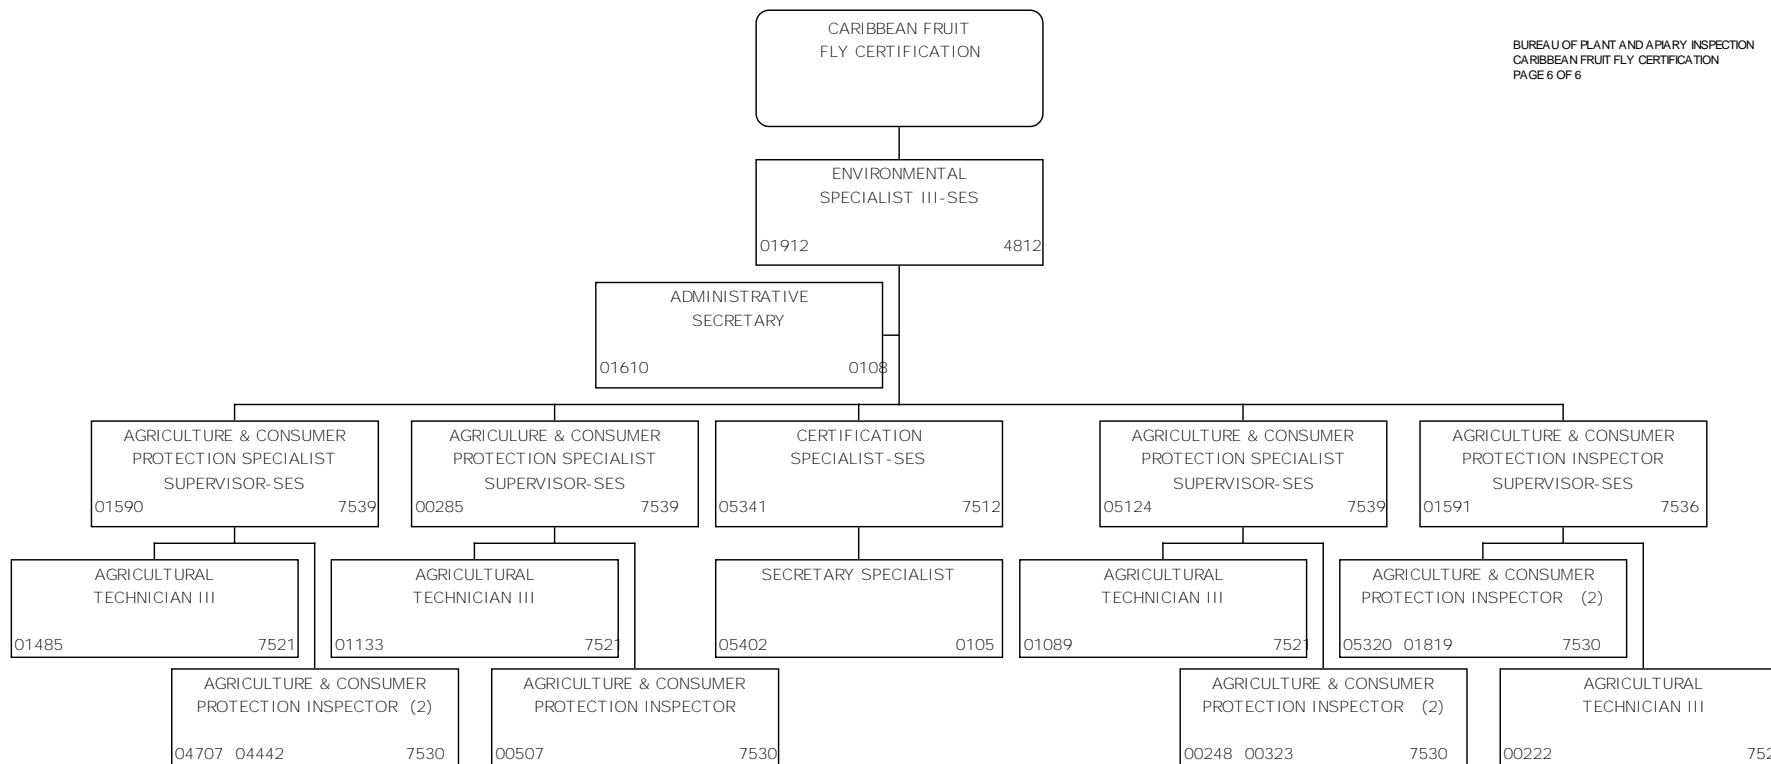 CARIBBEAN FRUIT
FLY CERTIFICATION
BUREAU OF PLANT AND APIARY INSPECTION
CARIBBEAN FRUIT FLY CERTIFICATION
PAGE 6 OF 6
ENVIRONMENTAL
SPECIALIST III-SES
01912 4812
ADMINISTRATIVE
SECRETARY
01610 0108
AGRICULTURE & CONSUMER
PROTECTION SPECIALIST
SUPERVISOR-SES
01590 7539
AGRICULURE & CONSUMER
PROTECTION SPECIALIST
SUPERVISOR-SES
00285 7539
CERTIFICATION
SPECIALIST-SES
05341 7512
AGRICULTURE & CONSUMER
PROTECTION SPECIALIST
SUPERVISOR-SES
05124 7539
AGRICULTURE & CONSUMER
PROTECTION INSPECTOR
SUPERVISOR-SES
01591 7536
AGRICULTURAL
TECHNICIAN III
01485 7521
AGRICULTURAL
TECHNICIAN III
01133 7521
SECRETARY SPECIALIST
05402 0105
AGRICULTURAL
TECHNICIAN III
01089 7521
AGRICULTURE & CONSUMER
PROTECTION INSPECTOR (2)
05320 01819 7530
AGRICULTURE & CONSUMER
PROTECTION INSPECTOR (2)
04707 04442 7530
AGRICULTURE & CONSUMER
PROTECTION INSPECTOR
00507 7530
AGRICULTURE & CONSUMER
PROTECTION INSPECTOR (2)
00248 00323 7530
AGRICULTURAL
TECHNICIAN III
00222